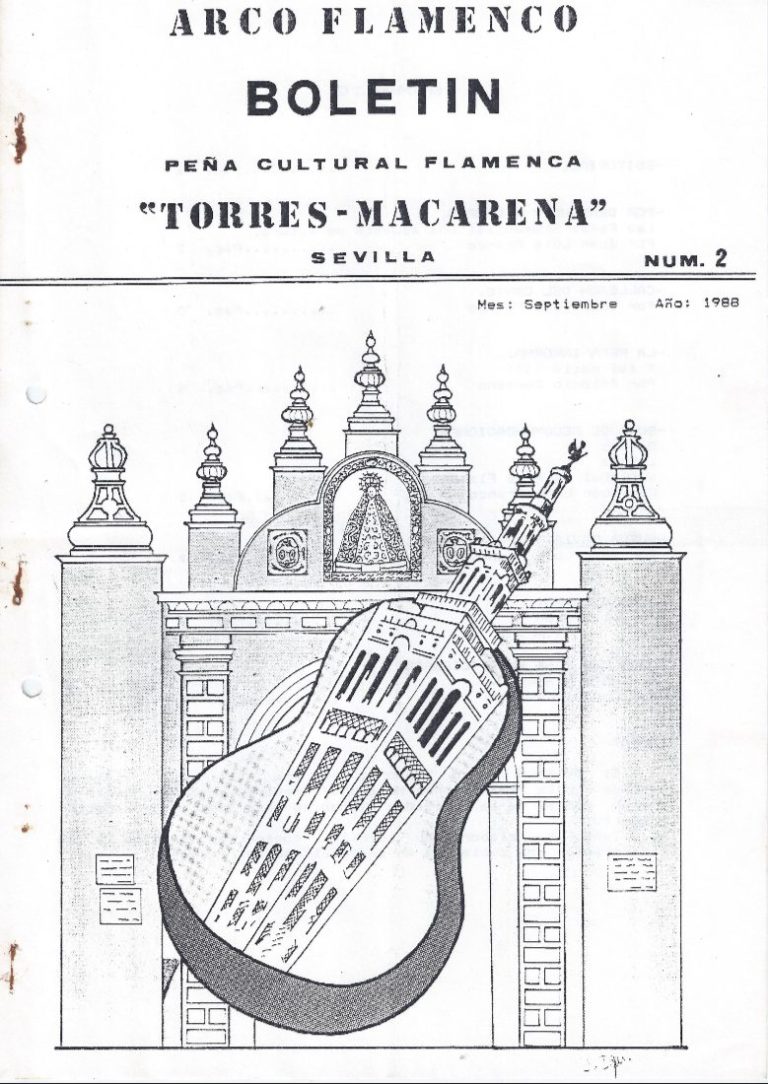 ARCO FLAMENCO
BOLETIN
PEÑA CULTURAL FLAMENCA
“TORRES-MACARENA”
SEVILLA
NUM. 2
Mes: Septiembre Año: 1988